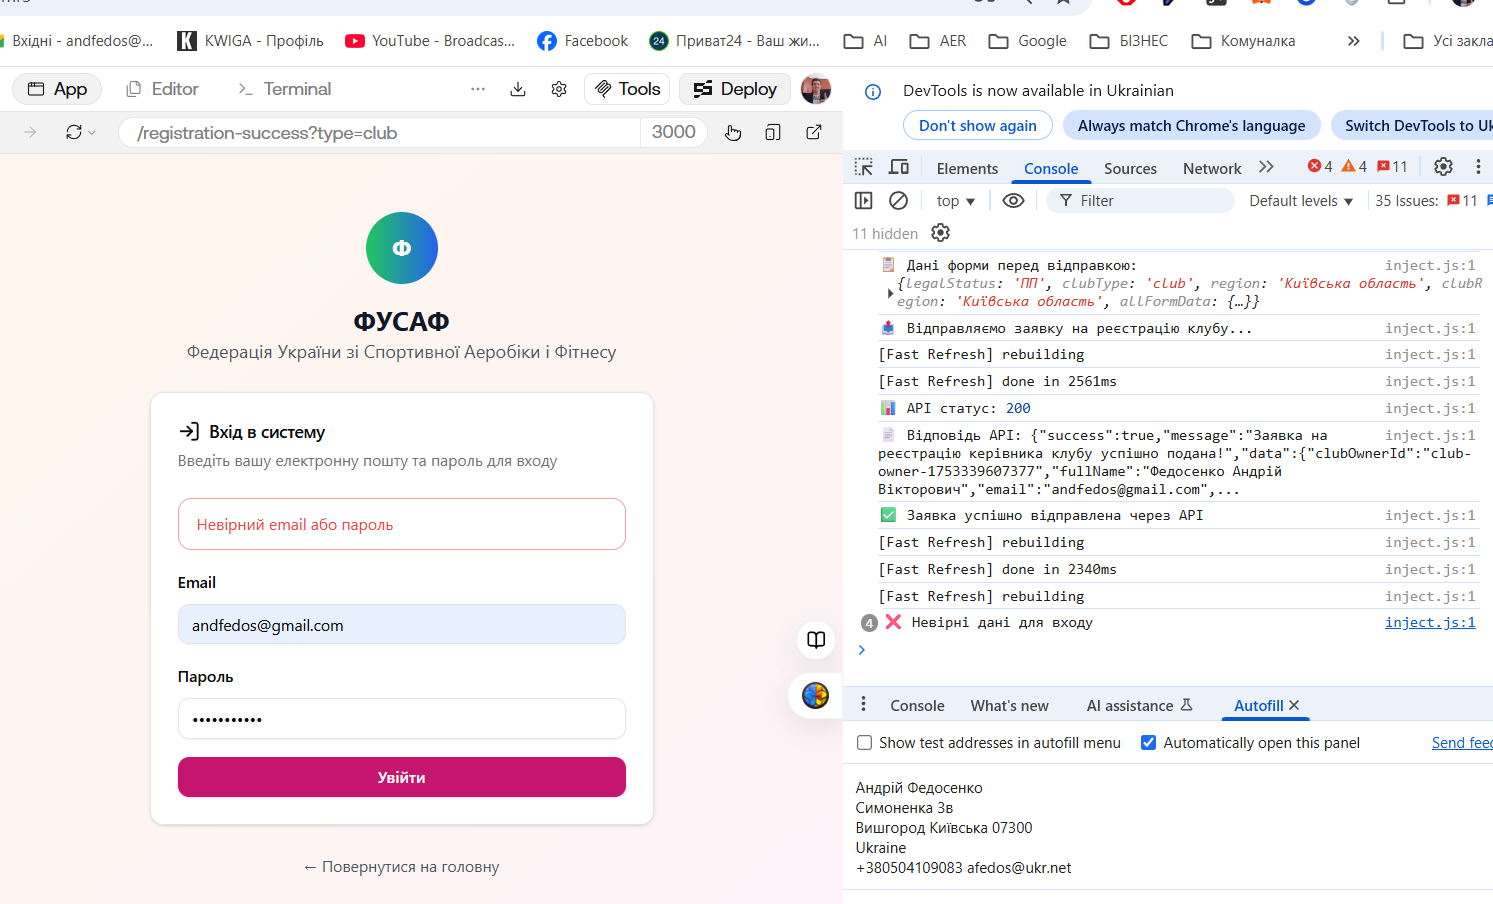 Вхідні - andfedos@...
KWIGA - Профіль
YouTube - Broadcas...
Facebook
24
Приват24 - Ваш жи...
AI
AER
Google
БІЗНЕС
Комуналка
Усі закла
App
Editor
Terminal
Tools
Deploy
/registration-success?type=club
3000
Ф
ФУСАФ
Федерація України зі Спортивної Аеробіки і Фітнесу
Вхід в систему
Введіть вашу електронну пошту та пароль для входу
Невірний email або пароль
Email
andfedos@gmail.com
Пароль
•••••••••••
Увійти
← Повернутися на головну
DevTools is now available in Ukrainian
Don't show again
Always match Chrome's language
Switch DevTools to Uk
Elements
Console
Sources
Network
4
4
11
top
Filter
Default levels
35 Issues:
11
11 hidden
Дані форми перед відправкою: inject.js:1
{legalStatus: 'ПП', clubType: 'club', region: 'Київська область', clubR
egion: 'Київська область', allFormData: {…}}
Відправляємо заявку на реєстрацію клубу... inject.js:1
[Fast Refresh] rebuilding inject.js:1
[Fast Refresh] done in 2561ms inject.js:1
API статус: 200 inject.js:1
Відповідь API: {"success":true,"message":"Заявка на inject.js:1
реєстрацію керівника клубу успішно подана!","data":{"clubOwnerId":"club-
owner-1753339607377","fullName":"Федосенко Андрій
Вікторович","email":"andfedos@gmail.com",...
Заявка успішно відправлена через API inject.js:1
[Fast Refresh] rebuilding inject.js:1
[Fast Refresh] done in 2340ms inject.js:1
[Fast Refresh] rebuilding inject.js:1
4 Невірні дані для входу inject.js:1
Console
What's new
AI assistance
Autofill
Show test addresses in autofill menu
Automatically open this panel
Send feed
Андрій Федосенко
Симоненка 3в
Вишгород Київська 07300
Ukraine
+380504109083 afedos@ukr.net